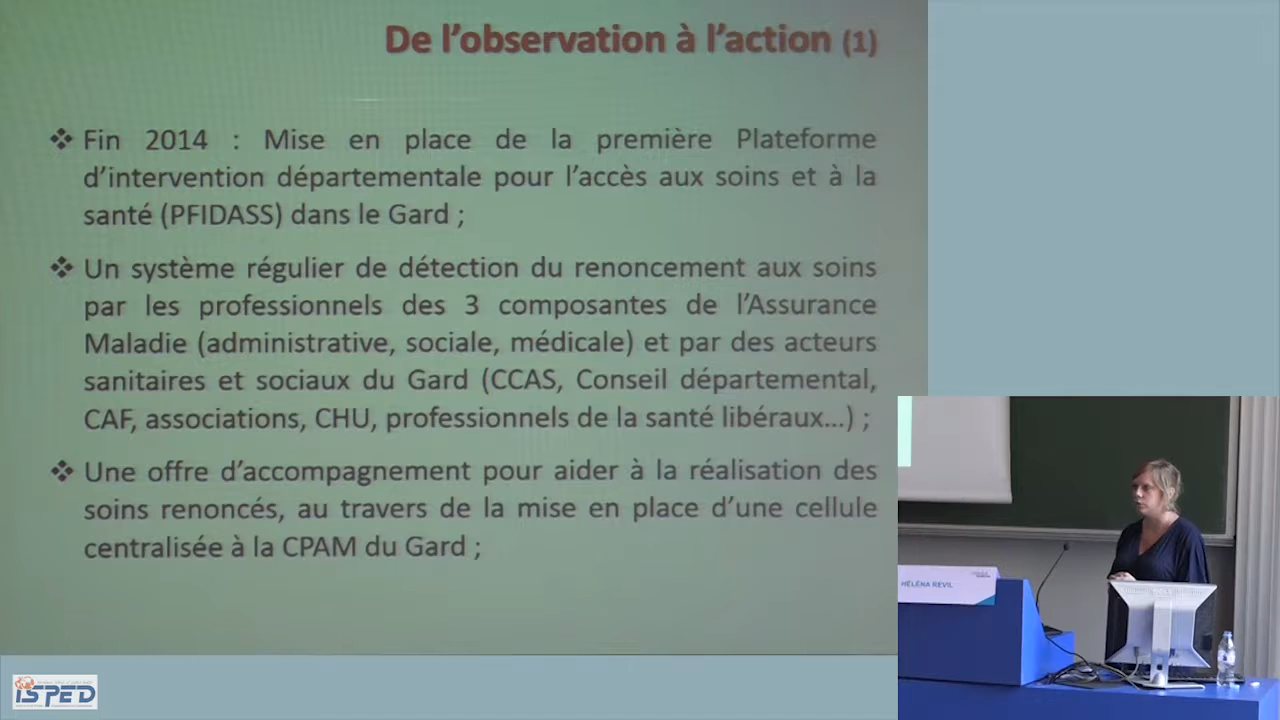 De l'observation à l'action (1)
❖ Fin 2014 : Mise en place de la première Plateforme
d'intervention départementale pour l'accès aux soins et à la
santé (PFIDASS) dans le Gard ;
❖ Un système régulier de détection du renoncement aux soins
par les professionnels des 3 composantes de l'Assurance
Maladie (administrative, sociale, médicale) et par des acteurs
sanitaires et sociaux du Gard (CCAS, Conseil départemental,
CAF, associations, CHU, professionnels de la santé libéraux...) ;
❖ Une offre d'accompagnement pour aider à la réalisation des
soins renoncés, au travers de la mise en place d'une cellule
centralisée à la CPAM du Gard ;
HÉLÉNA REVIL
ISPED